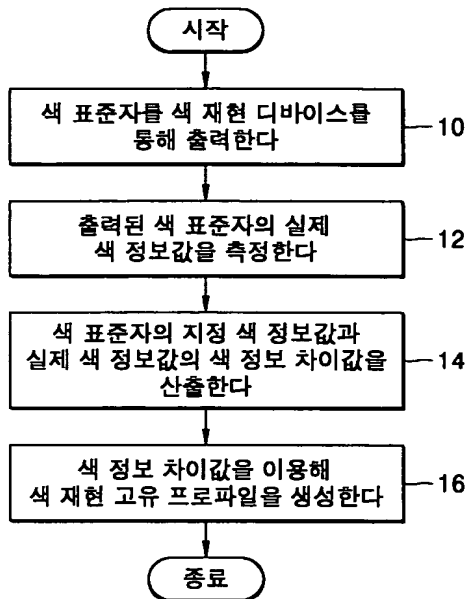 시작
색 표준자를 색 재현 디바이스를
통해 출력한다
10
출력된 색 표준자의 실제
색 정보값을 측정한다
12
색 표준자의 지정 색 정보값과
실제 색 정보값의 색 정보 차이값을
산출한다
14
색 정보 차이값을 이용해
색 재현 고유 프로파일을 생성한다
16
종료